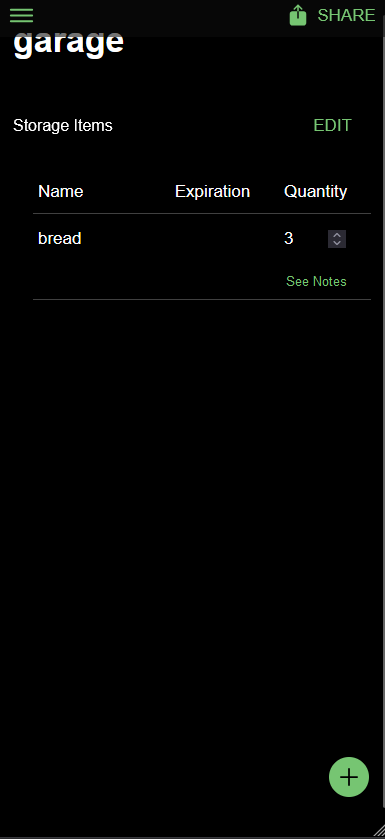 SHARE
garage
Storage Items EDIT
Name Expiration Quantity
bread 3
See Notes